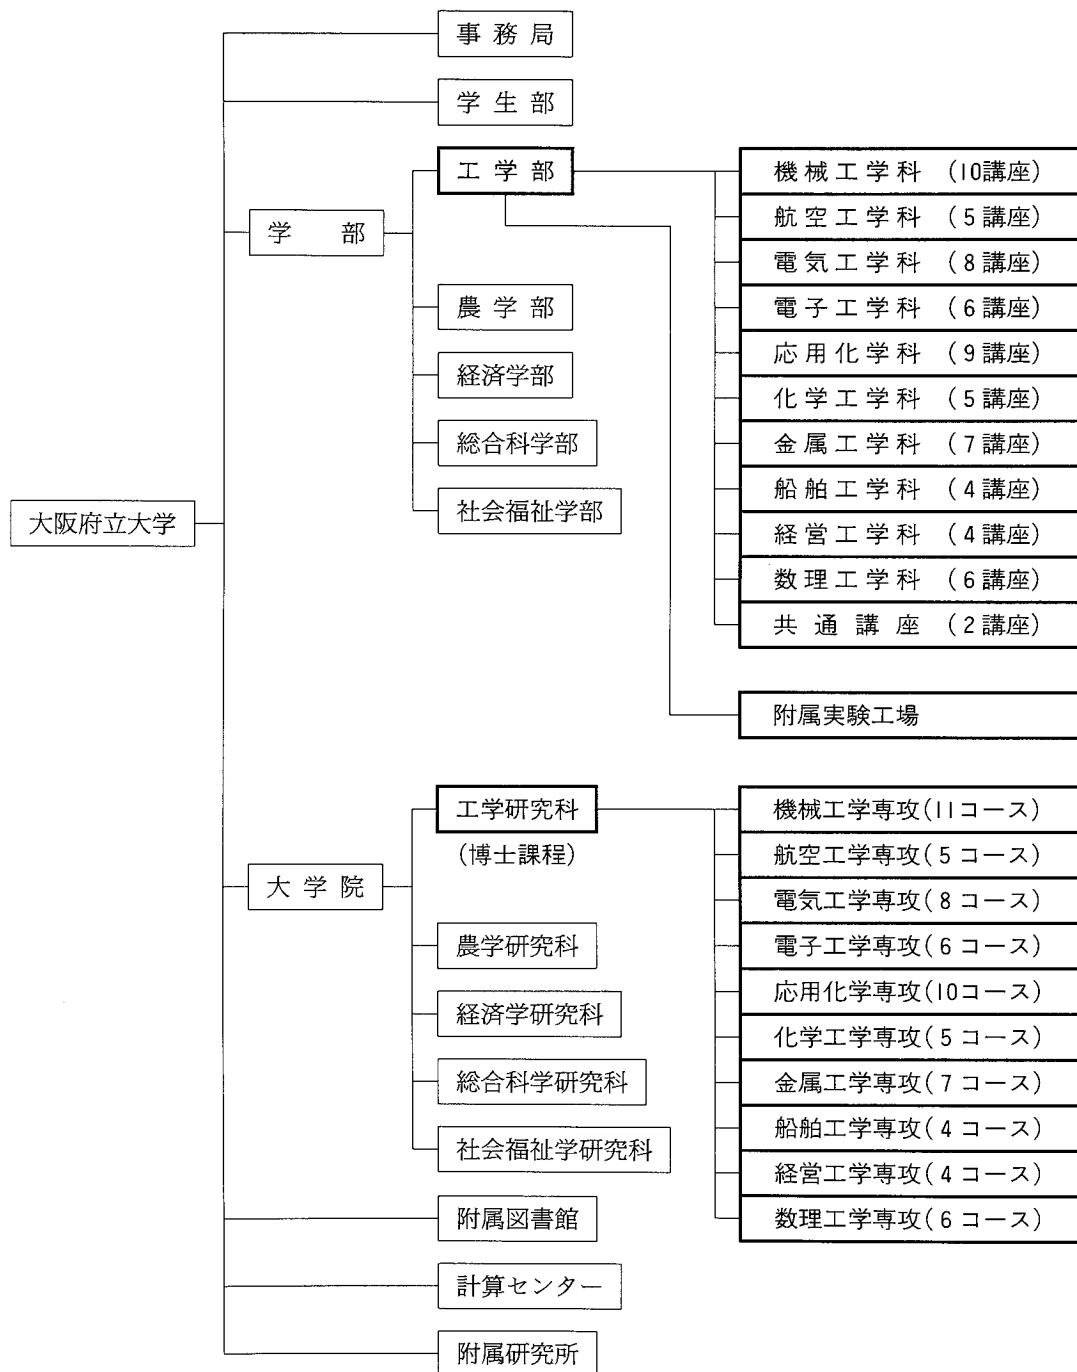 事務局
学生部
工学部
機械工学科 (10講座)
航空工学科 (5講座)
学 部
電気工学科 (8講座)
農学部
電子工学科 (6講座)
経済学部
応用化学科 (9講座)
化学工学科 (5講座)
総合科学部
金属工学科 (7講座)
社会福祉学部
船舶工学科 (4講座)
大阪府立大学
経営工学科 (4講座)
数理工学科 (6講座)
共通講座 (2講座)
附属実験工場
工学研究科
(博士課程)
機械工学専攻(11コース)
航空工学専攻(5コース)
大学院
電気工学専攻(8コース)
農学研究科
電子工学専攻(6コース)
経済学研究科
応用化学専攻(10コース)
化学工学専攻(5コース)
総合科学研究科
金属工学専攻(7コース)
社会福祉学研究科
船舶工学専攻(4コース)
経営工学専攻(4コース)
附属図書館
数理工学専攻(6コース)
計算センター
附属研究所